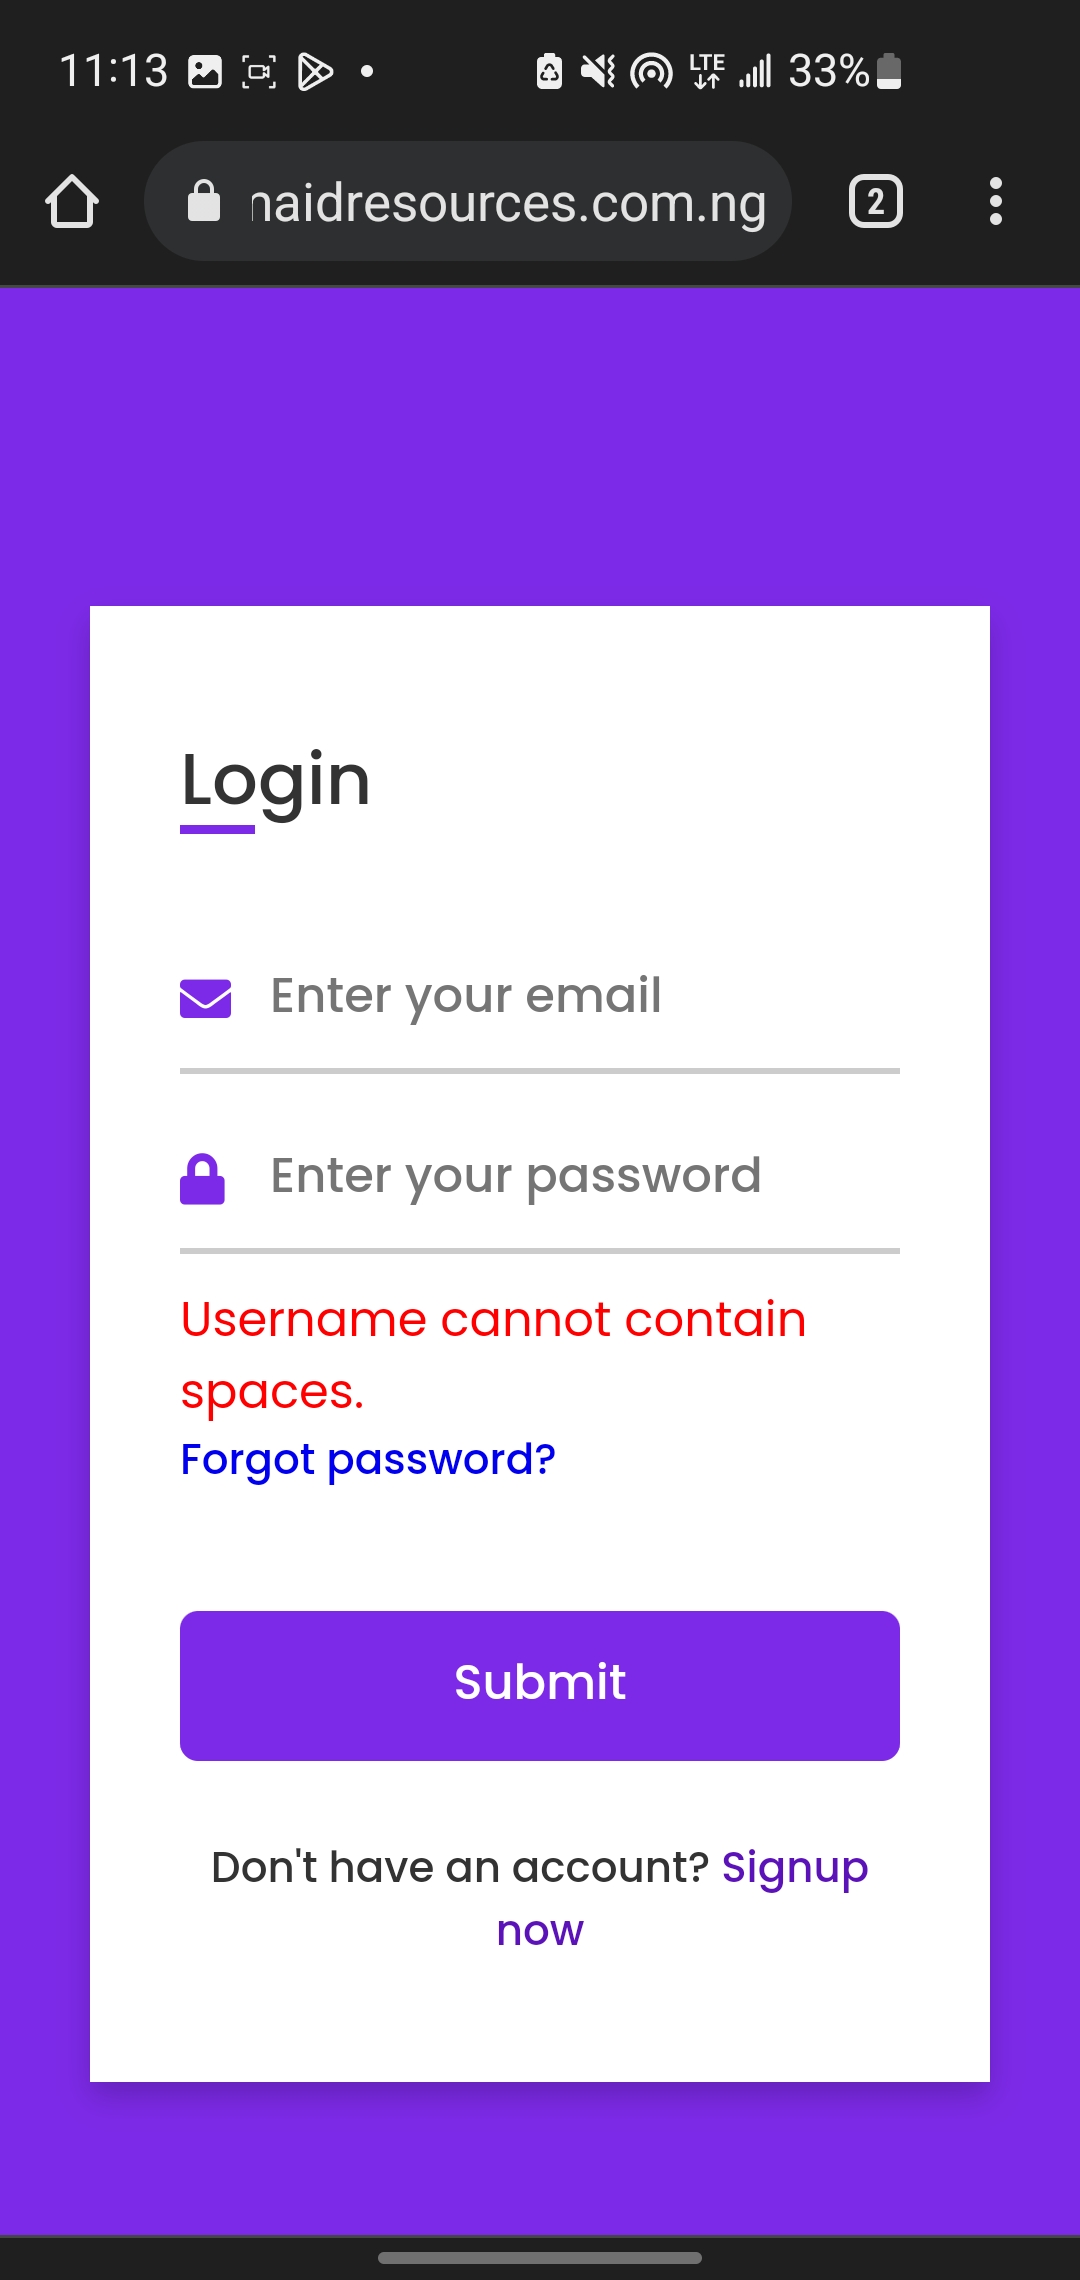 11:13
LTE
33%
naidresources.com.ng
2
Login
Enter your email
Enter your password
Username cannot contain
spaces.
Forgot password?
Submit
Don't have an account? Signup
now